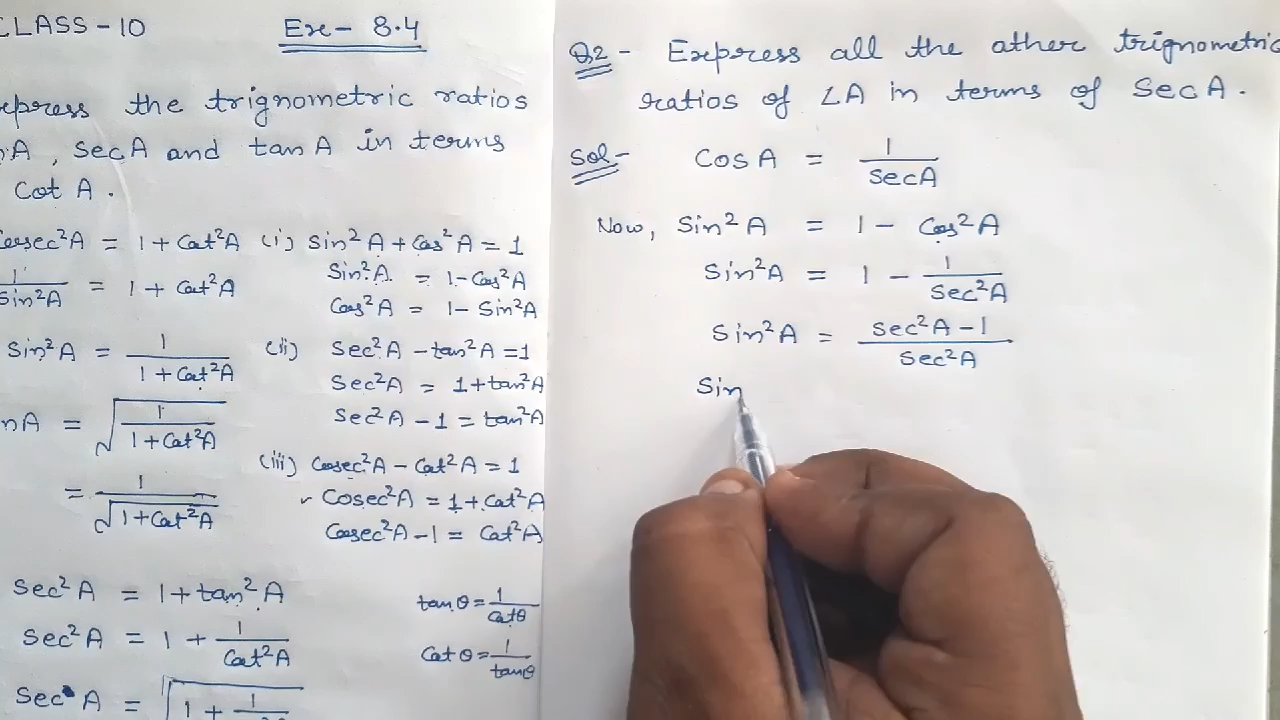 CLASS - 10 Ex - 8.4
xpress the trignometric ratios
A, secA and tan A in terms
Cot A.
cosec²A = 1 + Cot²A
1/Sin²A = 1 + Cot²A
Sin²A = 1/(1 + Cot²A)
nA = √(1/(1 + Cot²A))
= 1/√(1 + Cot²A)
Sec²A = 1 + tan²A
Sec²A = 1 + 1/Cot²A
Sec A = √(1 + 1/
(i) Sin²A + Cos²A = 1
Sin²A = 1 - Cos²A
Cos²A = 1 - Sin²A
(ii) Sec²A - tan²A = 1
Sec²A = 1 + tan²A
Sec²A - 1 = tan²A
(iii) Cosec²A - Cot²A = 1
Cosec²A = 1 + Cot²A
Cosec²A - 1 = Cot²A
tan θ = 1/Cotθ
Cot θ = 1/tanθ
Q2 - Express all the other trignometric
ratios of ∠A in terms of SecA.
Sol - Cos A = 1/SecA
Now, Sin²A = 1 - Cos²A
Sin²A = 1 - 1/Sec²A
Sin²A = (Sec²A - 1)/Sec²A
Sin